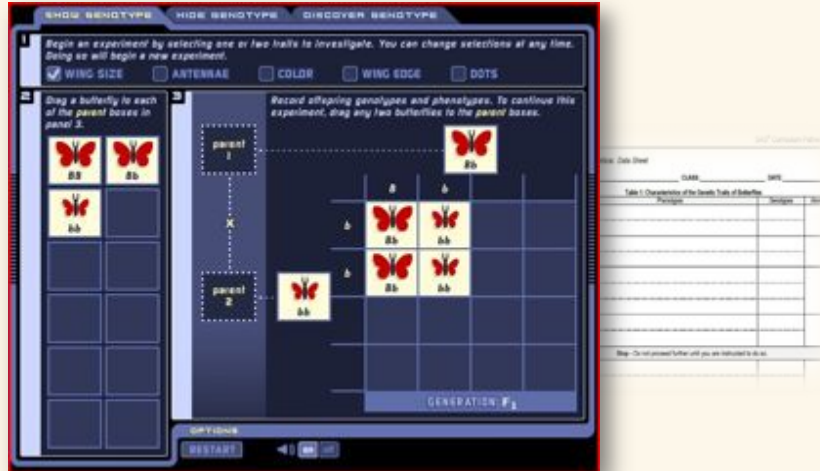 SHOW GENOTYPE
HIDE GENOTYPE
DISCOVER GENOTYPE
1
Begin an experiment by selecting one or two traits to investigate. You can change selections at any time.
Doing so will begin a new experiment.
WING SIZE
ANTENNAE
COLOR
WING EDGE
DOTS
2
Drag a butterfly to each
of the parent boxes in
panel 3.
BB
Bb
bb
3
Record offspring genotypes and phenotypes. To continue this
experiment, drag any two butterflies to the parent boxes.
parent
1
Bb
X
parent
2
bb
B
b
b
Bb
bb
b
Bb
bb
GENERATION: F1
OPTIONS
RESTART
on
off
Data Sheet
CLASS
DATE
Table 1: Characteristics of the Genetic Traits of Butterflies
Phenotype
Genotype
Stop - Do not proceed further until you are instructed to do so.